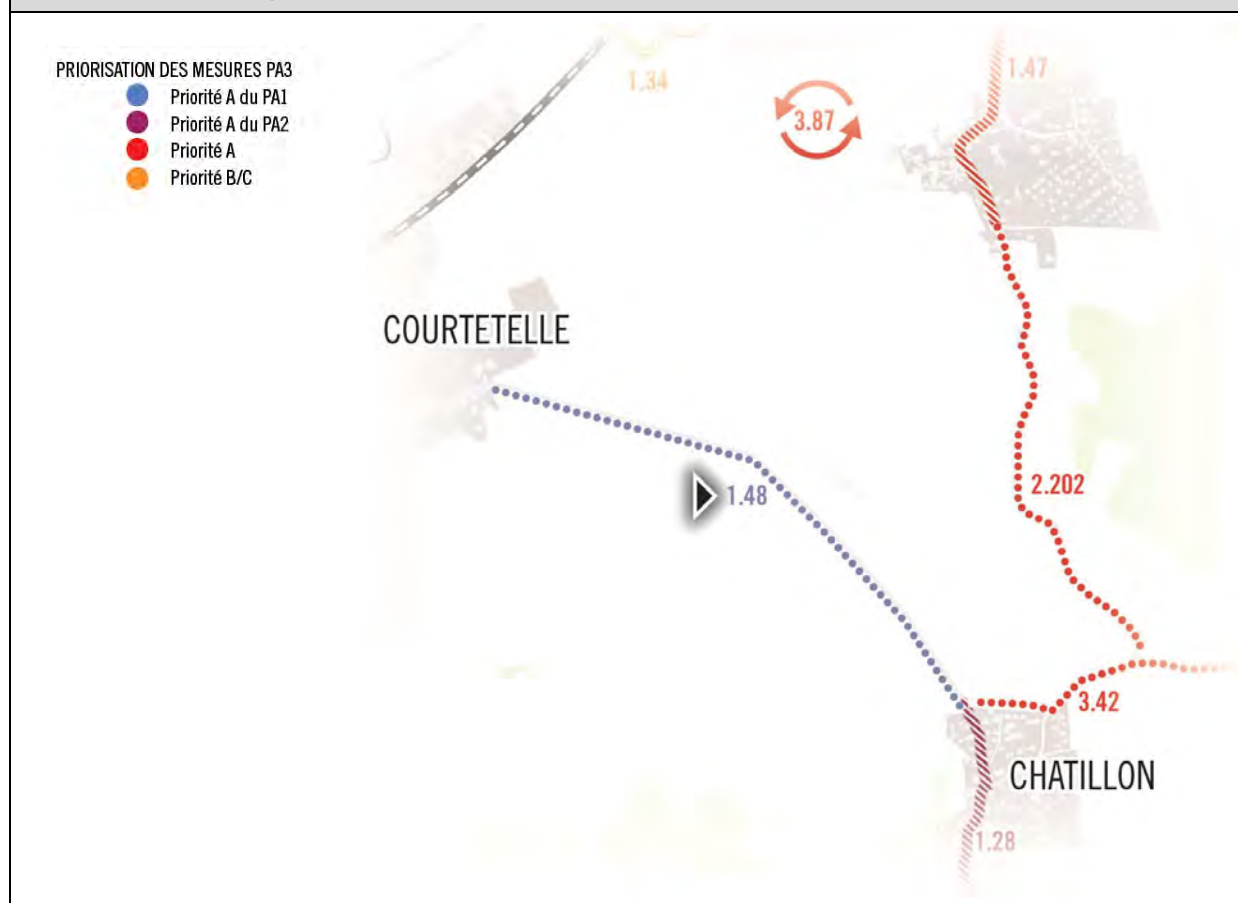 PRIORISATION DES MESURES PA3
Priorité A du PA1
Priorité A du PA2
Priorité A
Priorité B/C
1.34
3.87
1.47
COURTETELLE
1.48
2.202
3.42
CHATILLON
1.28